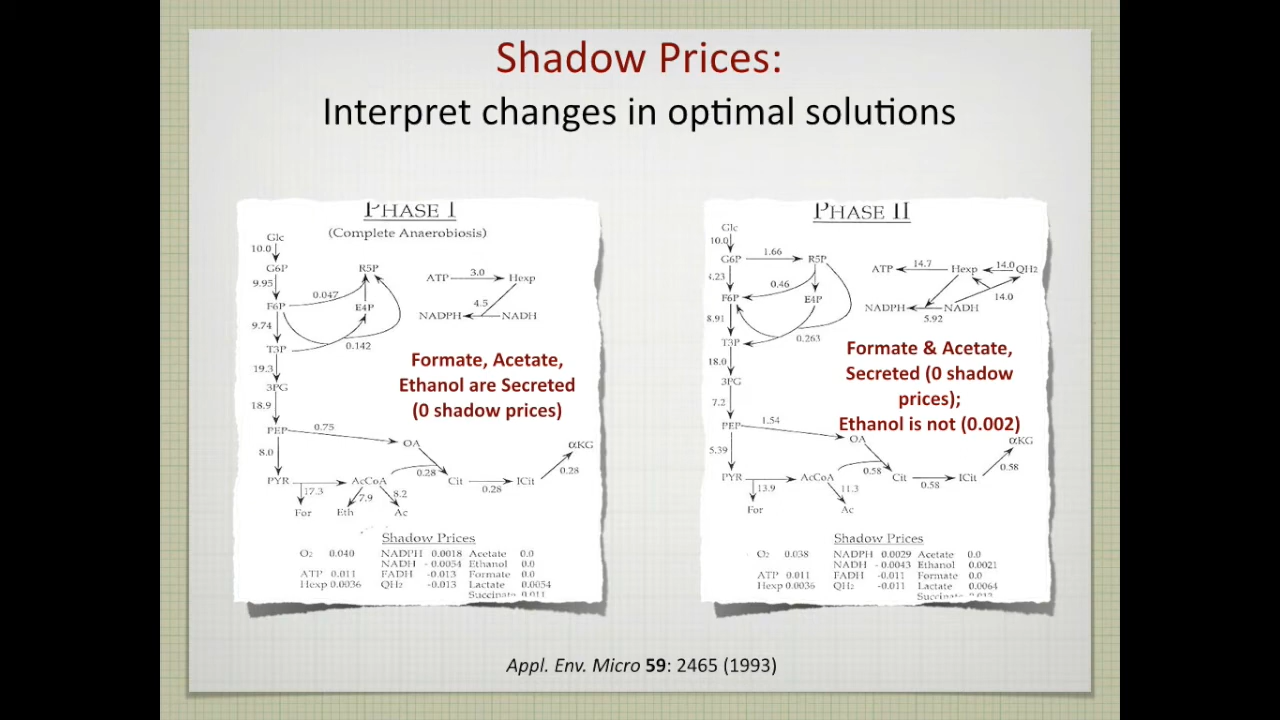 Shadow Prices:
Interpret changes in optimal solutions
PHASE I
(Complete Anaerobiosis)
Glc
10.0
G6P
R5P
ATP
3.0
Hexp
9.95
0.047
F6P
E4P
4.5
NADPH
NADH
9.74
0.142
T3P
Formate, Acetate,
Ethanol are Secreted
(0 shadow prices)
19.3
3PG
18.9
PEP
0.75
OA
αKG
8.0
0.28
0.28
PYR
AcCoA
Cit
0.28
ICit
17.3
7.9
8.2
For
Eth
Ac
Shadow Prices
O₂ 0.040 NADPH 0.0018 Acetate 0.0
NADH - 0.0054 Ethanol 0.0
ATP 0.011 FADH -0.013 Formate 0.0
Hexp 0.0036 QH₂ -0.013 Lactate 0.0054
Succinate 0.011
PHASE II
Glc
10.0
G6P
1.66
R5P
ATP
14.7
Hexp
14.0
QH₂
4.23
0.46
F6P
E4P
14.0
NADPH
NADH
5.92
8.91
0.263
T3P
Formate & Acetate,
Secreted (0 shadow
prices);
Ethanol is not (0.002)
18.0
3PG
7.2
PEP
1.54
OA
αKG
5.39
0.58
0.58
PYR
AcCoA
Cit
0.58
ICit
13.9
11.3
For
Ac
Shadow Prices
O₂ 0.038 NADPH 0.0029 Acetate 0.0
NADH - 0.0043 Ethanol 0.0021
ATP 0.011 FADH -0.011 Formate 0.0
Hexp 0.0036 QH₂ -0.011 Lactate 0.0064
Succinate
Appl. Env. Micro 59: 2465 (1993)